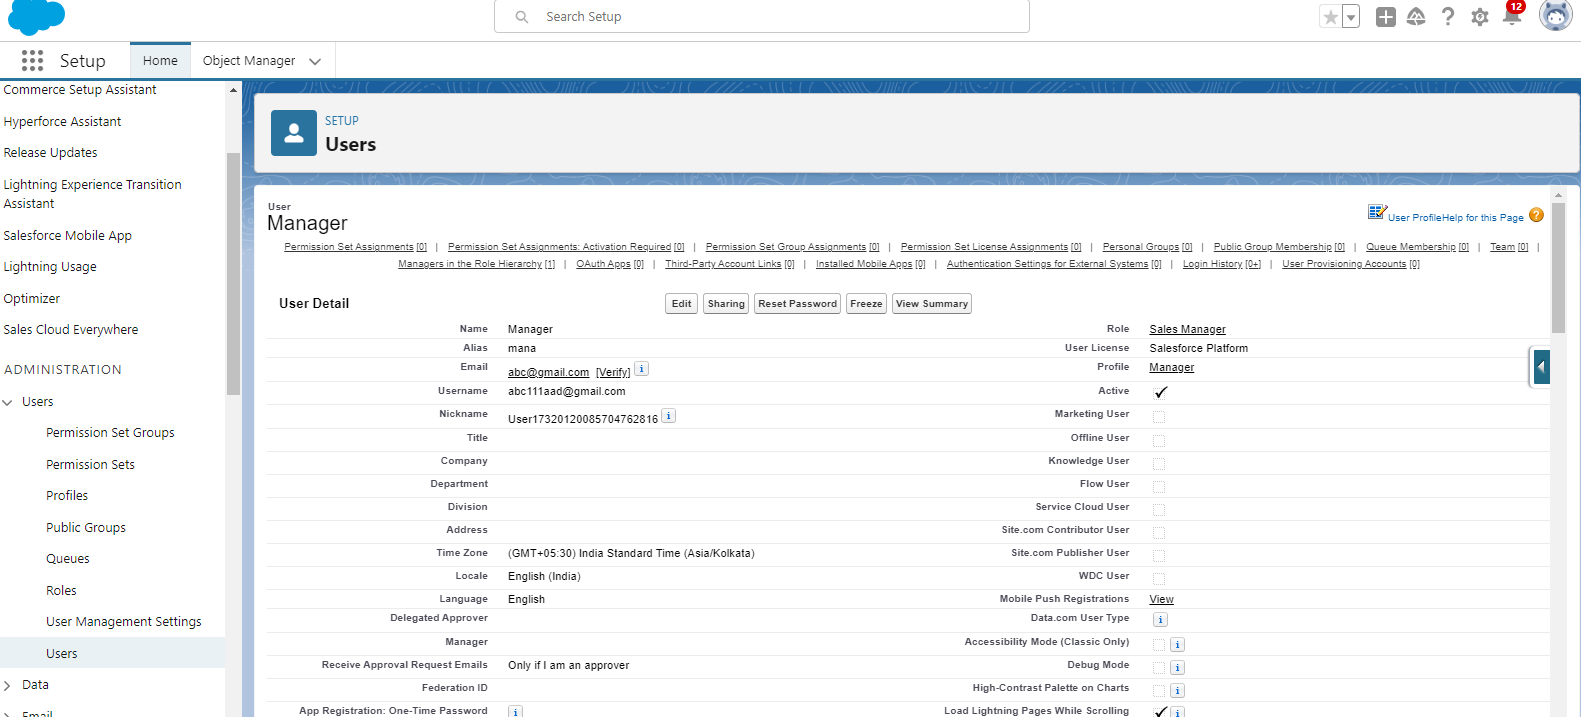 Search Setup
12
Setup
Home
Object Manager
Commerce Setup Assistant
Hyperforce Assistant
Release Updates
Lightning Experience Transition
Assistant
Salesforce Mobile App
Lightning Usage
Optimizer
Sales Cloud Everywhere
ADMINISTRATION
Users
Permission Set Groups
Permission Sets
Profiles
Public Groups
Queues
Roles
User Management Settings
Users
Data
Email
SETUP
Users
User
Manager
User Profile Help for this Page ?
Permission Set Assignments [0] | Permission Set Assignments: Activation Required [0] | Permission Set Group Assignments [0] | Permission Set License Assignments [0] | Personal Groups [0] | Public Group Membership [0] | Queue Membership [0] | Team [0] |
Managers in the Role Hierarchy [1] | OAuth Apps [0] | Third-Party Account Links [0] | Installed Mobile Apps [0] | Authentication Settings for External Systems [0] | Login History [0+] | User Provisioning Accounts [0]
User Detail Edit Sharing Reset Password Freeze View Summary
Name Manager Role Sales Manager
Alias mana User License Salesforce Platform
Email abc@gmail.com [Verify] i Profile Manager
Username abc111aad@gmail.com Active
Nickname User17320120085704762816 i Marketing User
Title Offline User
Company Knowledge User
Department Flow User
Division Service Cloud User
Address Site.com Contributor User
Time Zone (GMT+05:30) India Standard Time (Asia/Kolkata) Site.com Publisher User
Locale English (India) WDC User
Language English Mobile Push Registrations View
Delegated Approver Data.com User Type i
Manager Accessibility Mode (Classic Only) i
Receive Approval Request Emails Only if I am an approver Debug Mode i
Federation ID High-Contrast Palette on Charts i
App Registration: One-Time Password i Load Lightning Pages While Scrolling i